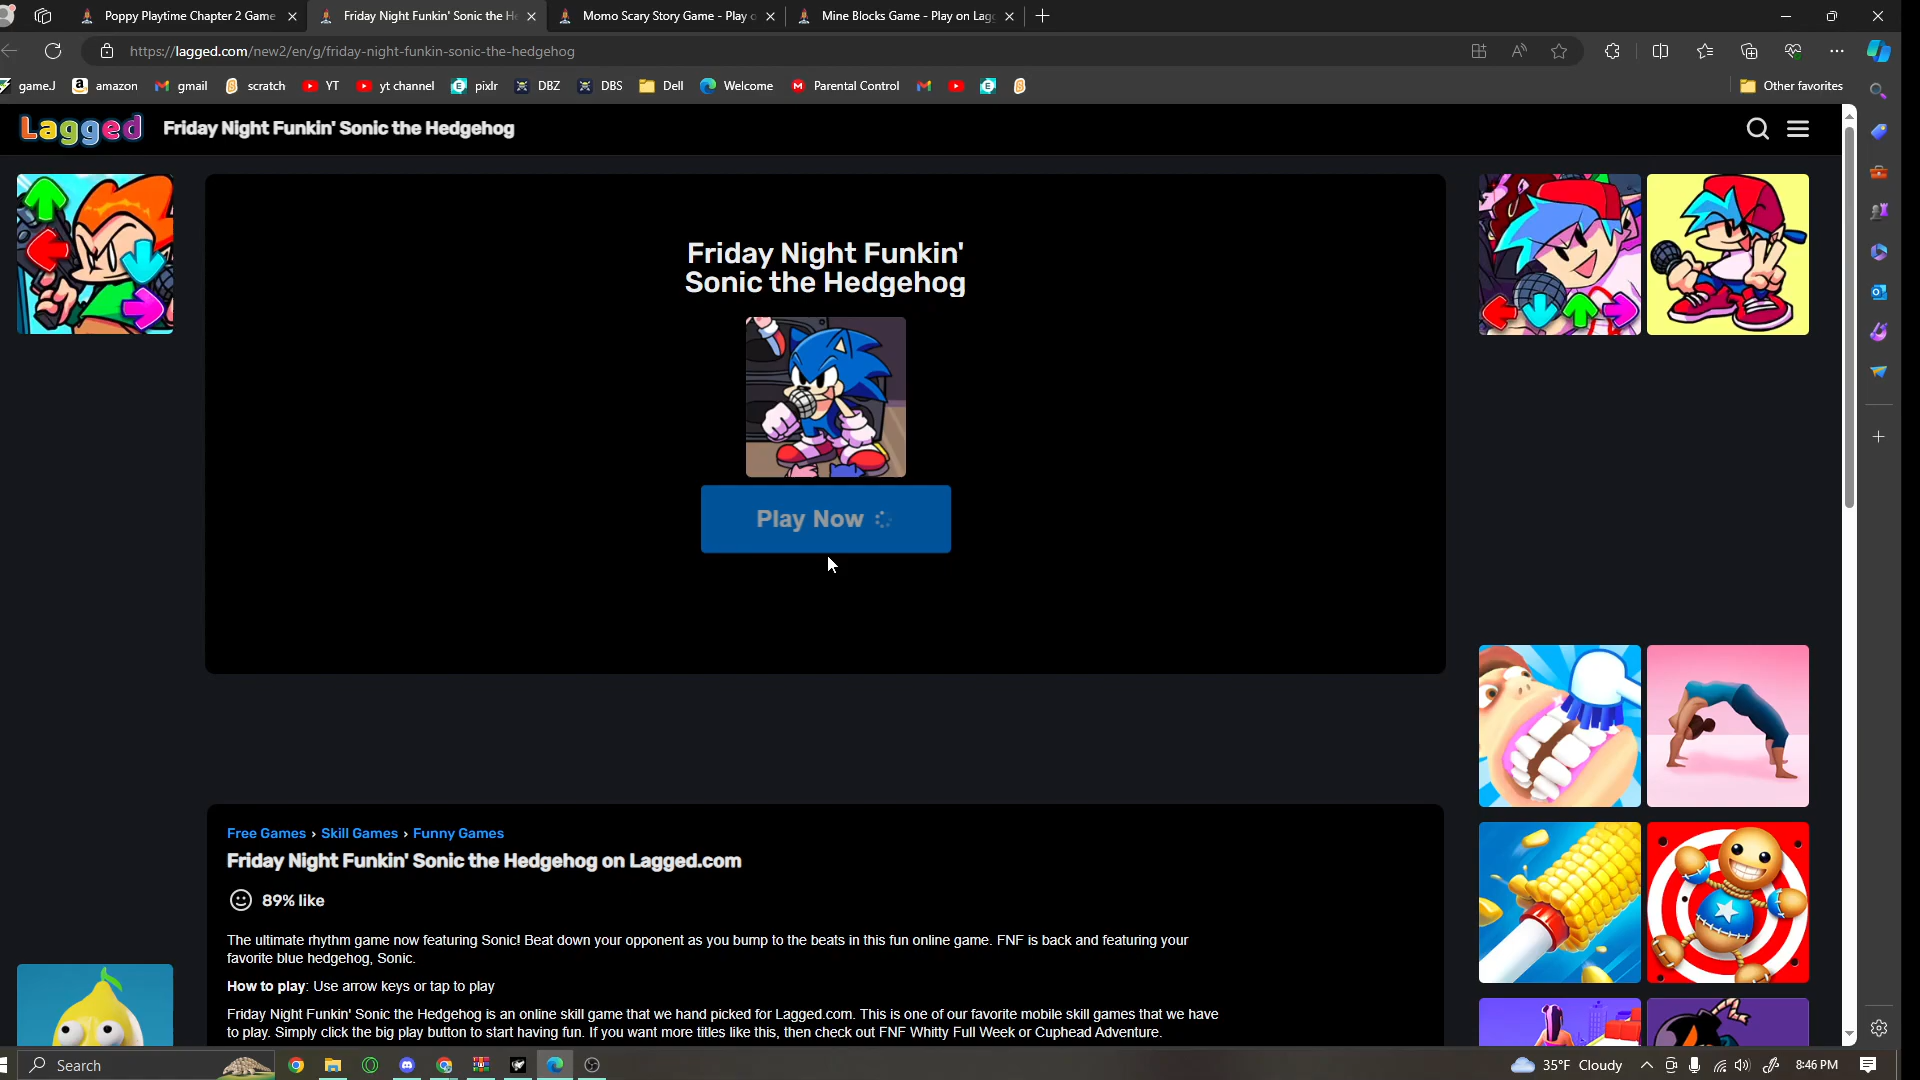 Poppy Playtime Chapter 2 Game
Friday Night Funkin' Sonic the H
Momo Scary Story Game - Play o
Mine Blocks Game - Play on Lag
https://lagged.com/new2/en/g/friday-night-funkin-sonic-the-hedgehog
gameJ
amazon
gmail
scratch
YT
yt channel
pixlr
DBZ
DBS
Dell
Welcome
Parental Control
Other favorites
Lagged
Friday Night Funkin' Sonic the Hedgehog
Friday Night Funkin'
Sonic the Hedgehog
Play Now
Free Games › Skill Games › Funny Games
Friday Night Funkin' Sonic the Hedgehog on Lagged.com
89% like
The ultimate rhythm game now featuring Sonic! Beat down your opponent as you bump to the beats in this fun online game. FNF is back and featuring your
favorite blue hedgehog, Sonic.
How to play: Use arrow keys or tap to play
Friday Night Funkin' Sonic the Hedgehog is an online skill game that we hand picked for Lagged.com. This is one of our favorite mobile skill games that we have
to play. Simply click the big play button to start having fun. If you want more titles like this, then check out FNF Whitty Full Week or Cuphead Adventure.
Search
35°F Cloudy
8:46 PM